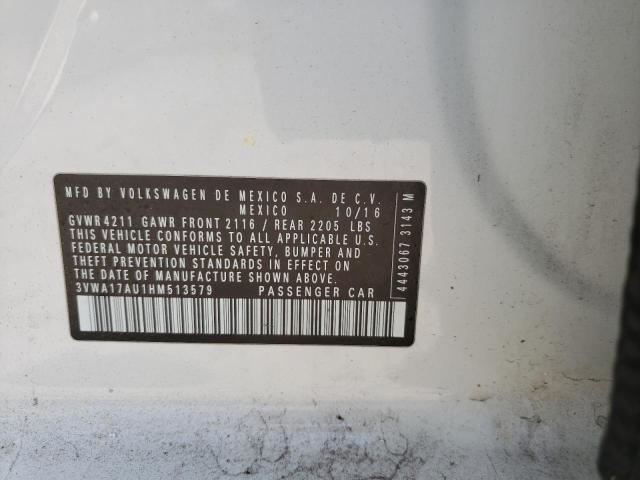 MFD BY VOLKSWAGEN DE MEXICO S.A. DE C.V.
MEXICO 10/16
GVWR 4211 GAWR FRONT 2116 / REAR 2205 LBS
THIS VEHICLE CONFORMS TO ALL APPLICABLE U.S.
FEDERAL MOTOR VEHICLE SAFETY, BUMPER AND
THEFT PREVENTION STANDARDS IN EFFECT ON
THE DATE OF MANUFACTURE SHOWN ABOVE.
3VWA17AU1HM513579 PASSENGER CAR
4443067 3143 M